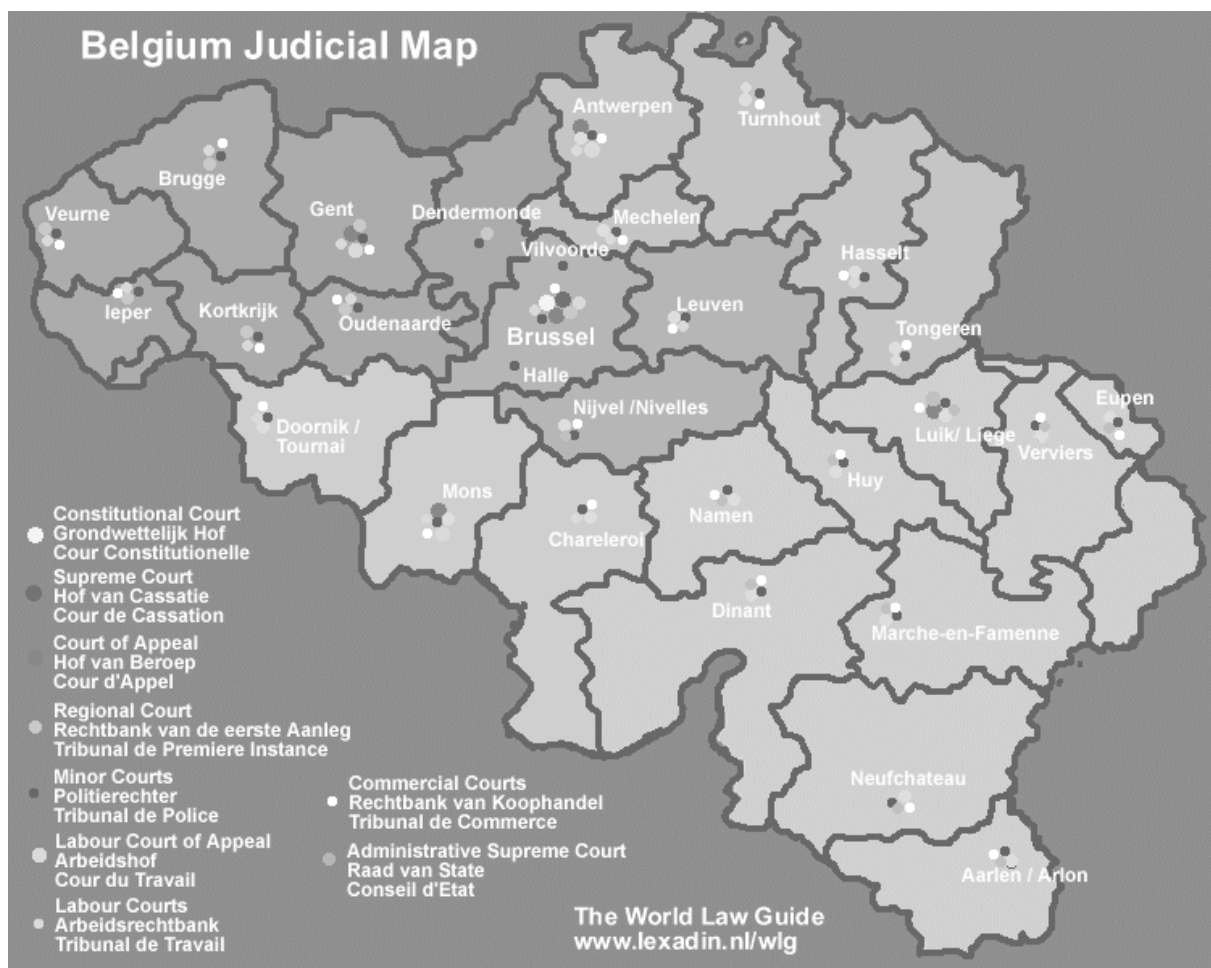 Belgium Judicial Map
Antwerpen
Turnhout
Brugge
Veurne
Gent
Dendermonde
Mechelen
Vilvoorde
Hasselt
Ieper
Kortkrijk
Oudenaarde
Leuven
Brussel
Tongeren
Halle
Nijvel /Nivelles
Eupen
Doornik /
Tournai
Luik/ Liege
Verviers
Mons
Huy
Namen
Chareleroi
Dinant
Marche-en-Famenne
Neufchateau
Aarlen / Arlon
Constitutional Court
Grondwettelijk Hof
Cour Constitutionelle
Supreme Court
Hof van Cassatie
Cour de Cassation
Court of Appeal
Hof van Beroep
Cour d'Appel
Regional Court
Rechtbank van de eerste Aanleg
Tribunal de Premiere Instance
Minor Courts
Politierechter
Tribunal de Police
Labour Court of Appeal
Arbeidshof
Cour du Travail
Labour Courts
Arbeidsrechtbank
Tribunal de Travail
Commercial Courts
Rechtbank van Koophandel
Tribunal de Commerce
Administrative Supreme Court
Raad van State
Conseil d'Etat
The World Law Guide
www.lexadin.nl/wlg